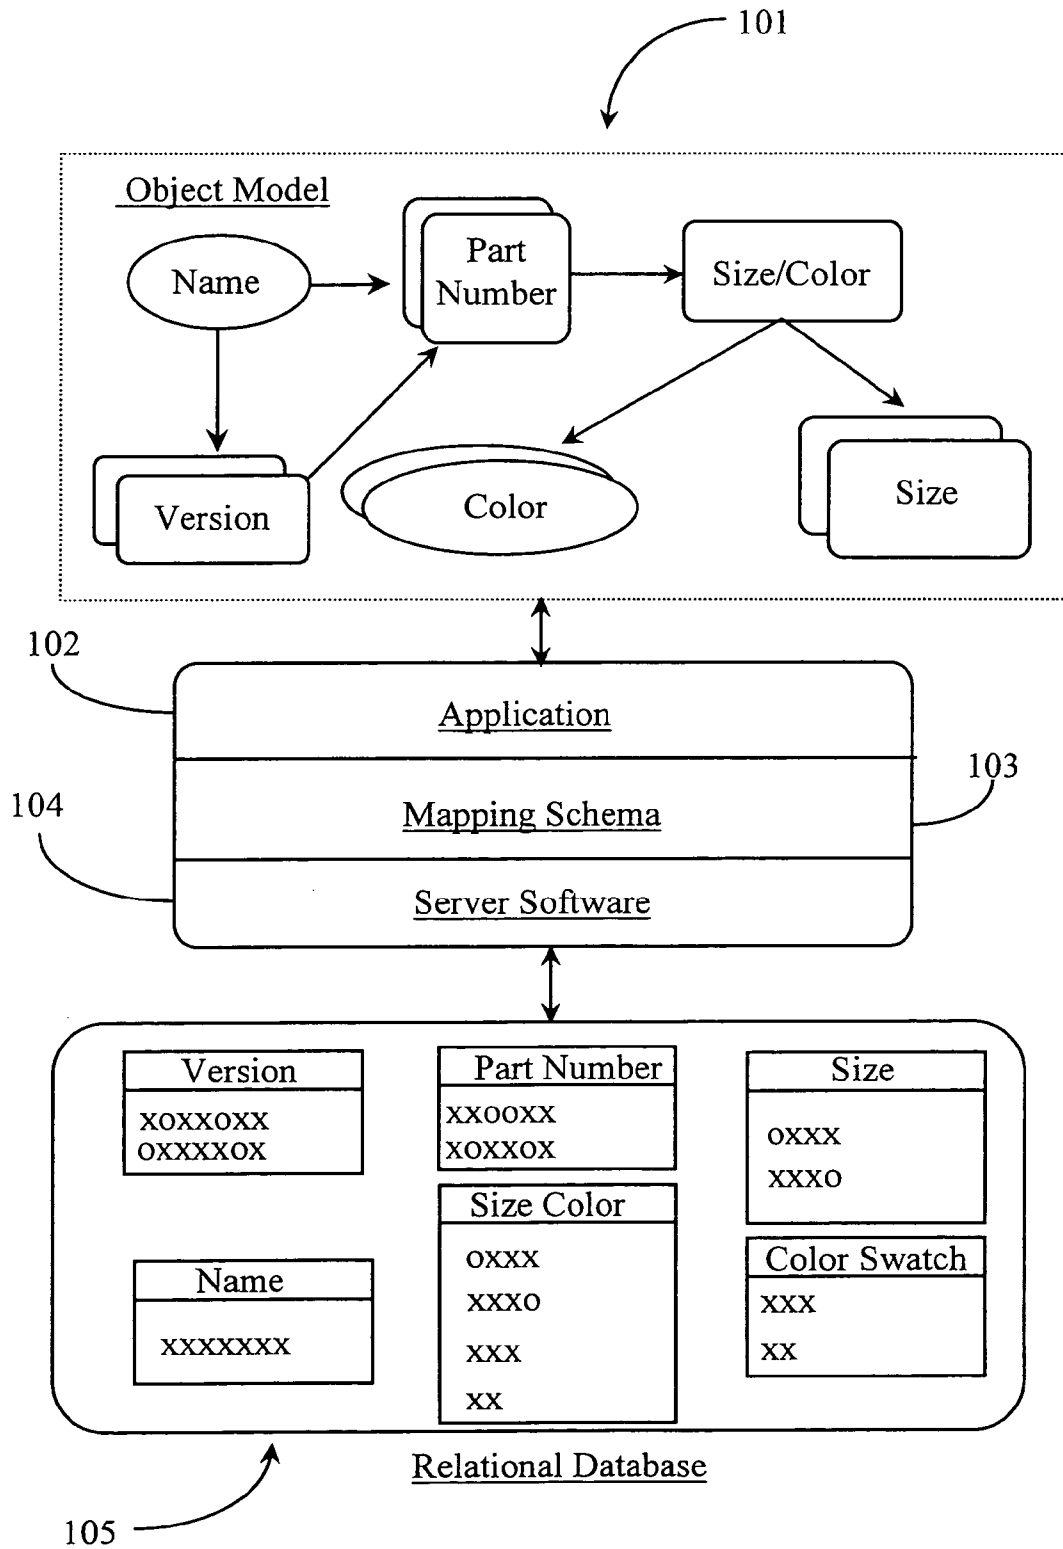 101
Object Model
Name
Part
Number
Size/Color
Version
Color
Size
102
Application
103
Mapping Schema
104
Server Software
Version
xoxxoxx
oxxxxox
Part Number
xxooxx
xoxxox
Size
oxxx
xxxo
Size Color
oxxx
xxxo
xxx
xx
Name
xxxxxxx
Color Swatch
xxx
xx
Relational Database
105